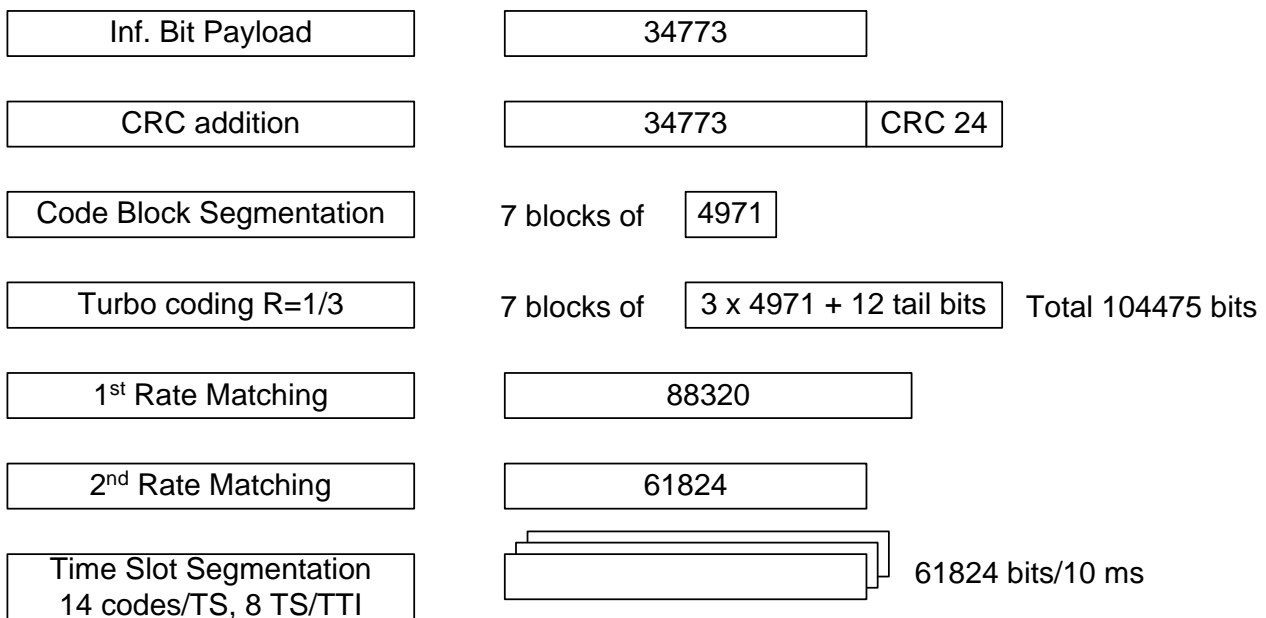 Inf. Bit Payload 34773
CRC addition 34773 CRC 24
Code Block Segmentation 7 blocks of 4971
Turbo coding R=1/3 7 blocks of 3 x 4971 + 12 tail bits Total 104475 bits
1st Rate Matching 88320
2nd Rate Matching 61824
Time Slot Segmentation
14 codes/TS, 8 TS/TTI
61824 bits/10 ms